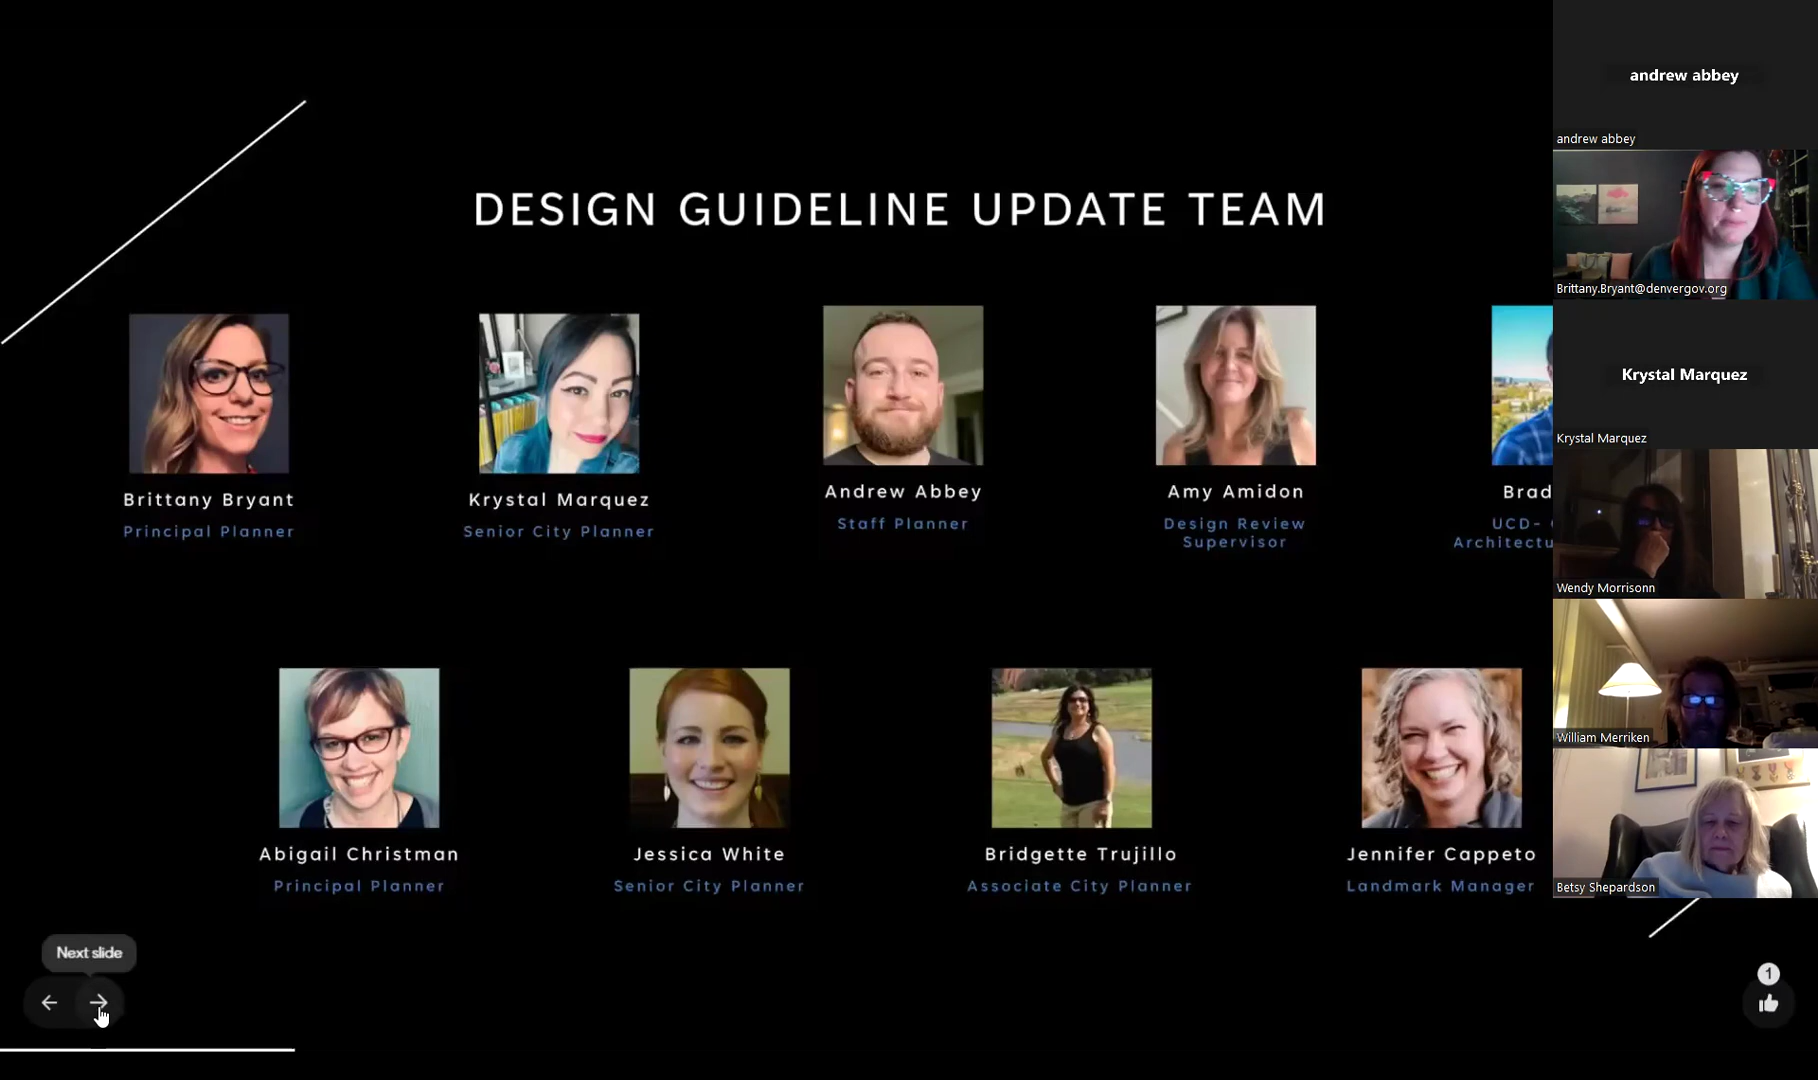 DESIGN GUIDELINE UPDATE TEAM
Brittany Bryant
Principal Planner
Krystal Marquez
Senior City Planner
Andrew Abbey
Staff Planner
Amy Amidon
Design Review
Supervisor
Brad
UCD-
Abigail Christman
Principal Planner
Jessica White
Senior City Planner
Bridgette Trujillo
Associate City Planner
Jennifer Cappeto
Landmark Manager
Next slide
1
andrew abbey
andrew abbey
Brittany.Bryant@denvergov.org
Krystal Marquez
Krystal Marquez
Wendy Morrisonn
William Merriken
Betsy Shepardson